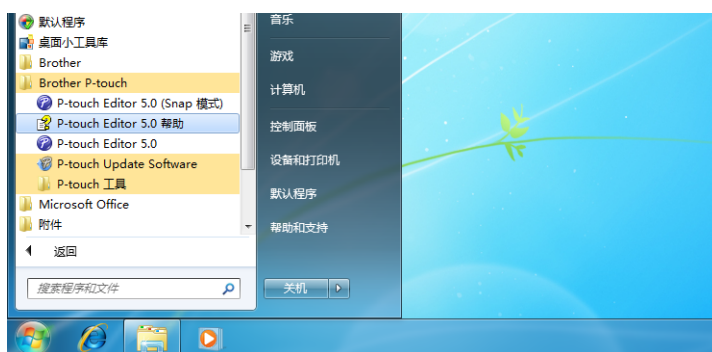 默认程序
桌面小工具库
Brother
Brother P-touch
P-touch Editor 5.0 (Snap 模式)
P-touch Editor 5.0 帮助
P-touch Editor 5.0
P-touch Update Software
P-touch 工具
Microsoft Office
附件
返回
搜索程序和文件
音乐
游戏
计算机
控制面板
设备和打印机
默认程序
帮助和支持
关机